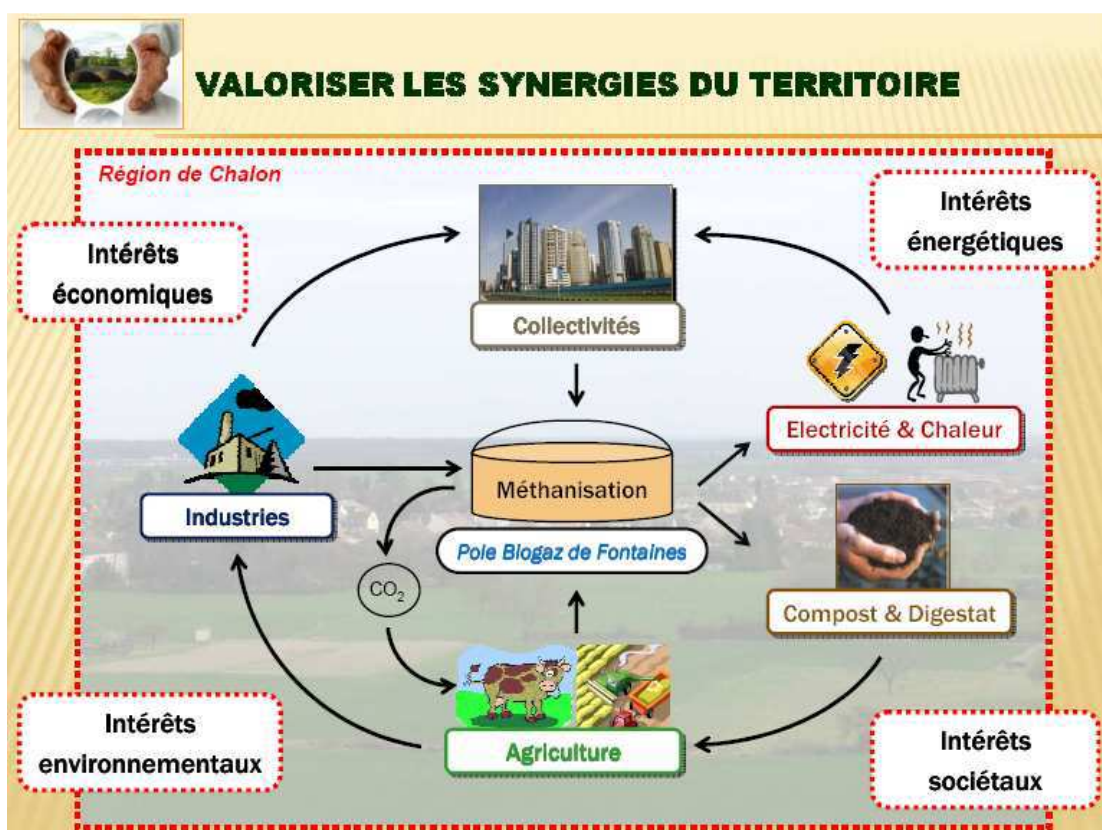 VALORISER LES SYNERGIES DU TERRITOIRE
Région de Chalon
Intérêts
énergétiques
Intérêts
économiques
Collectivités
Electricité & Chaleur
Méthanisation
Industries
Pole Biogaz de Fontaines
CO₂
Compost & Digestat
Intérêts
environnementaux
Agriculture
Intérêts
sociétaux